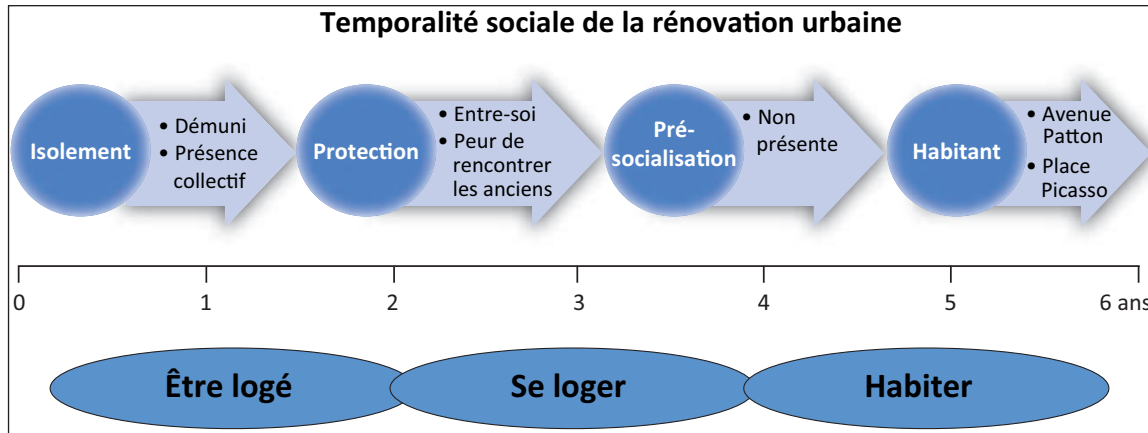 Temporalité sociale de la rénovation urbaine
Isolement
• Démuni
• Présence
collectif
Protection
• Entre-soi
• Peur de
rencontrer
les anciens
Pré-
socialisation
• Non
présente
Habitant
• Avenue
Patton
• Place
Picasso
0 1 2 3 4 5 6 ans
Être logé
Se loger
Habiter